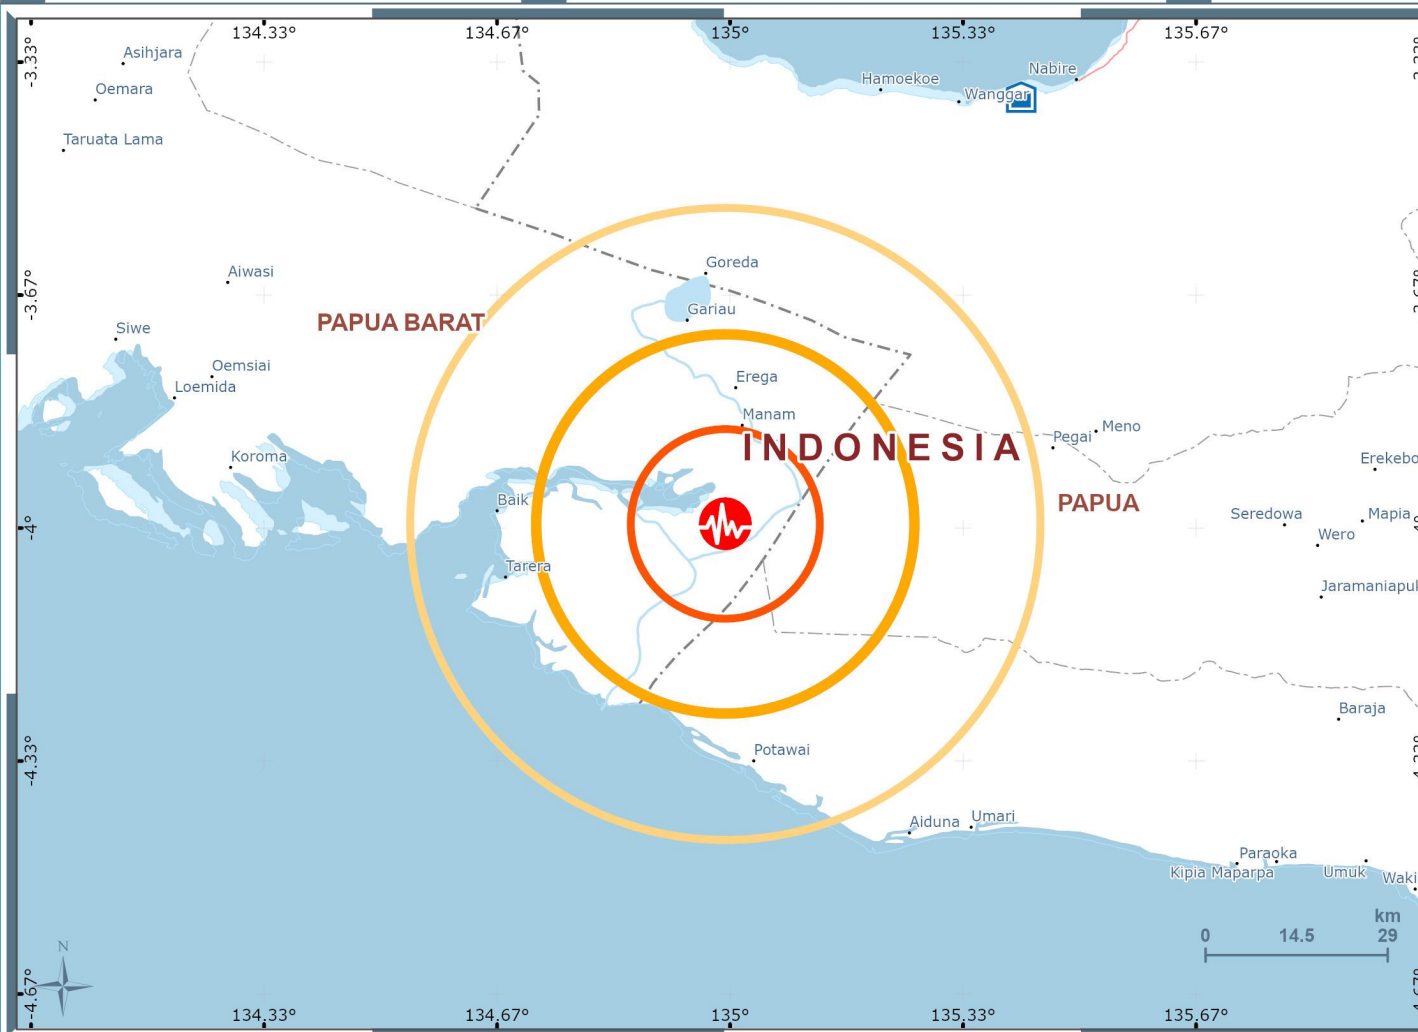 134.33°
134.67°
135°
135.33°
135.67°
-3.33°
Asihjara
Oemara
Taruata Lama
Hamoekoe
Wanggar
Nabire
Goreda
Aiwasi
-3.67°
Gariau
PAPUA BARAT
Siwe
Oemsiai
Loemida
Erega
Manam
INDONESIA
Pegai
Meno
Koroma
Erekebo
Baik
PAPUA
Seredowa
Mapia
-4°
Wero
Tarera
Jaramaniapuk
Baraja
-4.33°
Potawai
Aiduna
Umari
Paraoka
Kipia Maparpa
Umuk
Waki
km
0 14.5 29
N
-4.67°
134.33°
134.67°
135°
135.33°
135.67°